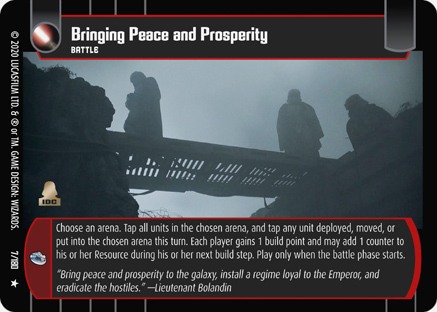 Bringing Peace and Prosperity
BATTLE
© 2020 LUCASFILM LTD. & ® or TM. GAME DESIGN: WIZARDS.
7/180
IDC
Choose an arena. Tap all units in the chosen arena, and tap any unit deployed, moved, or
put into the chosen arena this turn. Each player gains 1 build point and may add 1 counter to
his or her Resource during his or her next build step. Play only when the battle phase starts.
"Bring peace and prosperity to the galaxy, install a regime loyal to the Emperor, and
eradicate the hostiles." —Lieutenant Bolandin